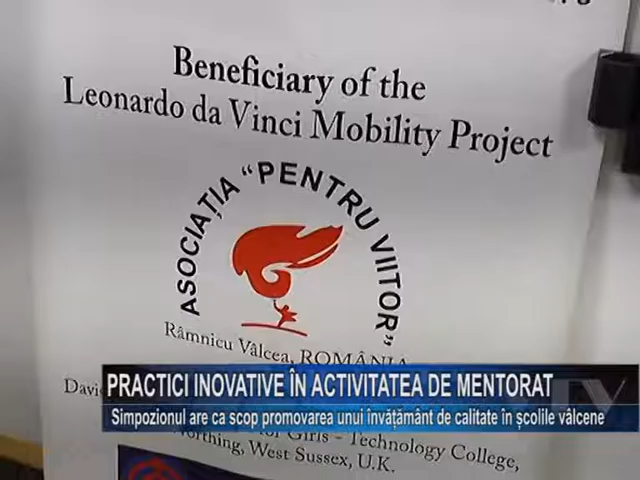 Beneficiary of the
Leonardo da Vinci Mobility Project
ASOCIAȚIA "PENTRU VIITOR"
Râmnicu Vâlcea, ROMÂNIA
PRACTICI INOVATIVE ÎN ACTIVITATEA DE MENTORAT
TV
Simpozionul are ca scop promovarea unui învățământ de calitate în școlile vâlcene
Girls - Technology College,
Worthing, West Sussex, U.K.